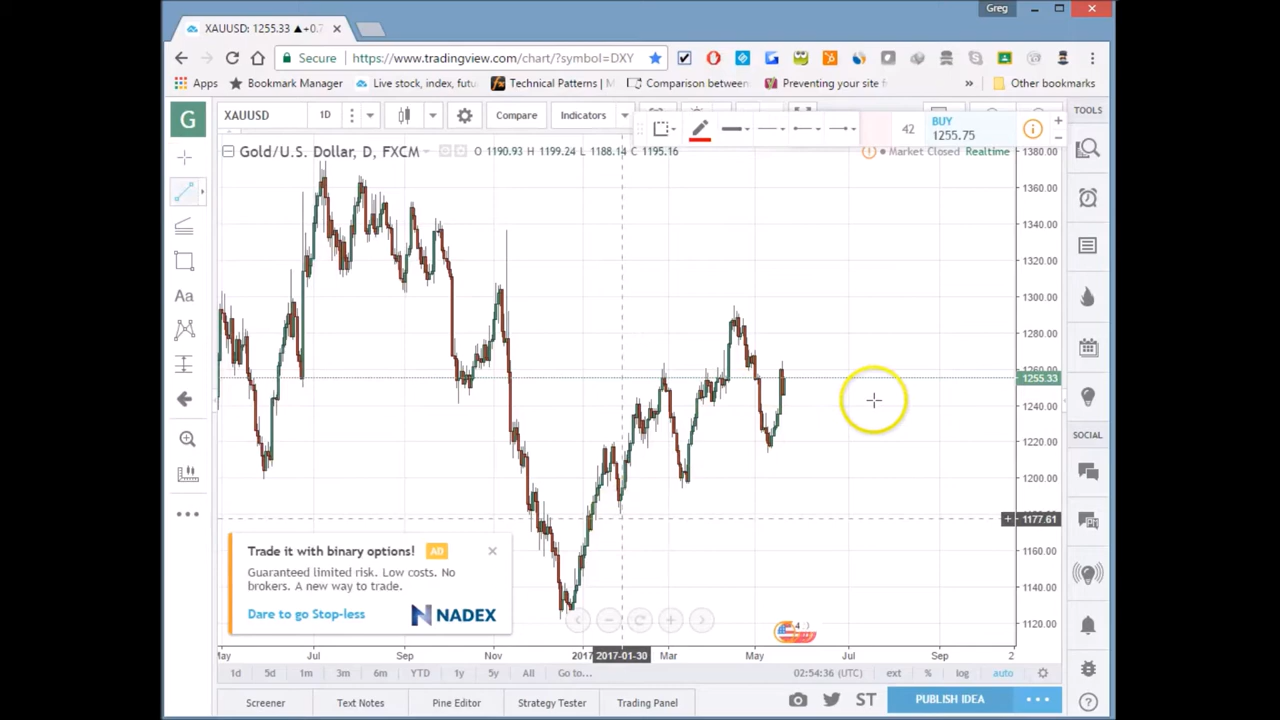 Greg
XAUUSD: 1255.33 ▲+0.7
Secure https://www.tradingview.com/chart/?symbol=DXY
Apps Bookmark Manager Live stock, index, futu Technical Patterns | M Comparison between Preventing your site- » Other bookmarks
G XAUUSD 1D Compare Indicators 42 BUY 1255.75 TOOLS
Gold/U.S. Dollar, D, FXCM O 1190.93 H 1199.24 L 1188.14 C 1195.16 Market Closed Realtime
1380.00
1360.00
1340.00
1320.00
1300.00
1280.00
1260.00
1255.33
1240.00
1220.00
1200.00
1177.61
1160.00
1140.00
1120.00
Aa
SOCIAL
Trade it with binary options! AD
Guaranteed limited risk. Low costs. No
brokers. A new way to trade.
Dare to go Stop-less NADEX
4
May Jul Sep Nov 2017 2017-01-30 Mar May Jul Sep 2
1d 5d 1m 3m 6m YTD 1y 5y All Go to... 02:54:36 (UTC) ext % log auto
Screener Text Notes Pine Editor Strategy Tester Trading Panel ST PUBLISH IDEA